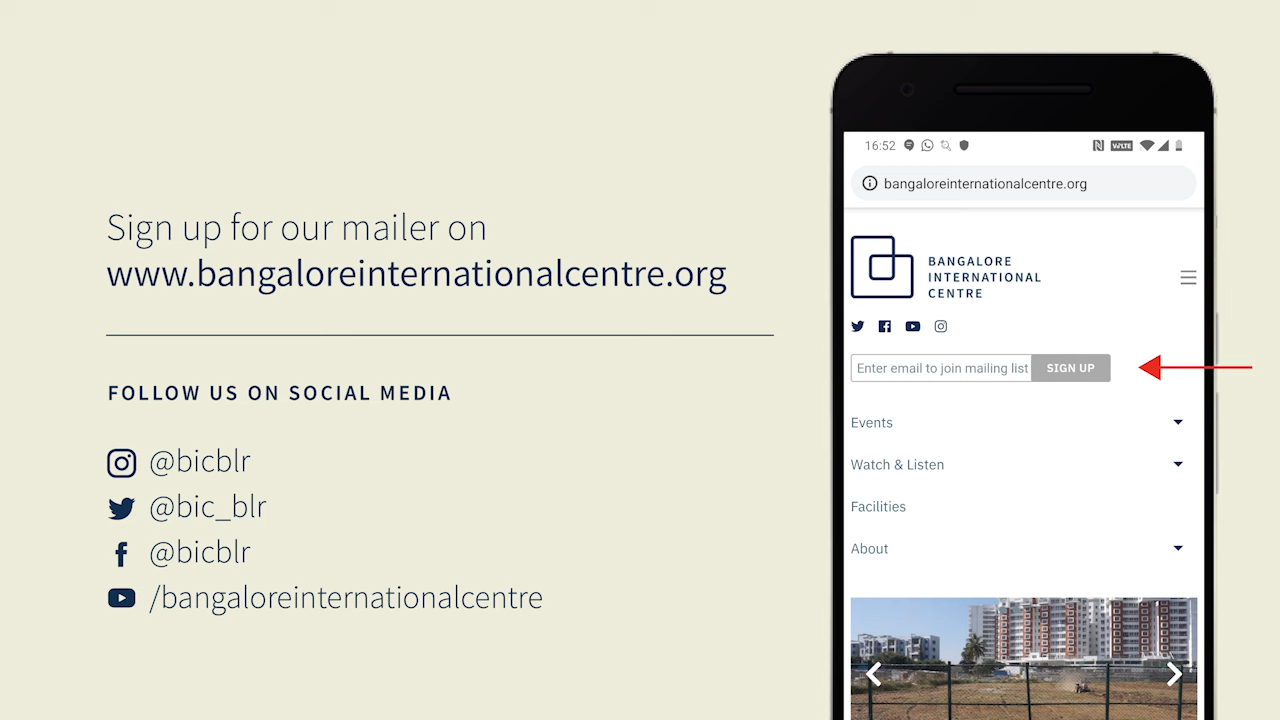 Sign up for our mailer on
www.bangaloreinternationalcentre.org
FOLLOW US ON SOCIAL MEDIA
@bicblr
@bic_blr
@bicblr
/bangaloreinternationalcentre
16:52
VoLTE
bangaloreinternationalcentre.org
BANGALORE
INTERNATIONAL
CENTRE
Enter email to join mailing list
SIGN UP
Events
Watch & Listen
Facilities
About